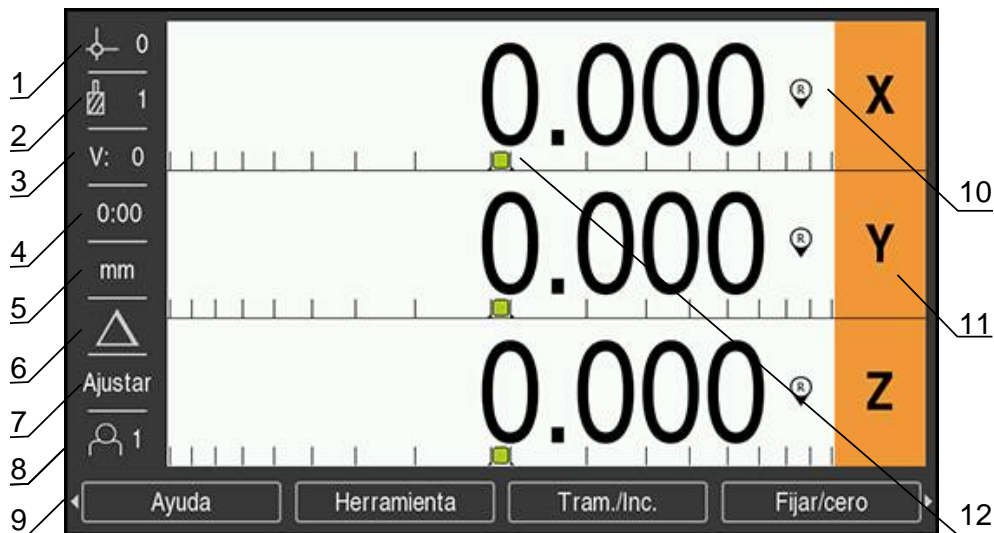 0
1
V: 0
0:00
mm
Ajustar
1
0.000 R X
0.000 R Y
0.000 R Z
Ayuda Herramienta Tram./Inc. Fijar/cero
1
2
3
4
5
6
7
8
9
10
11
12